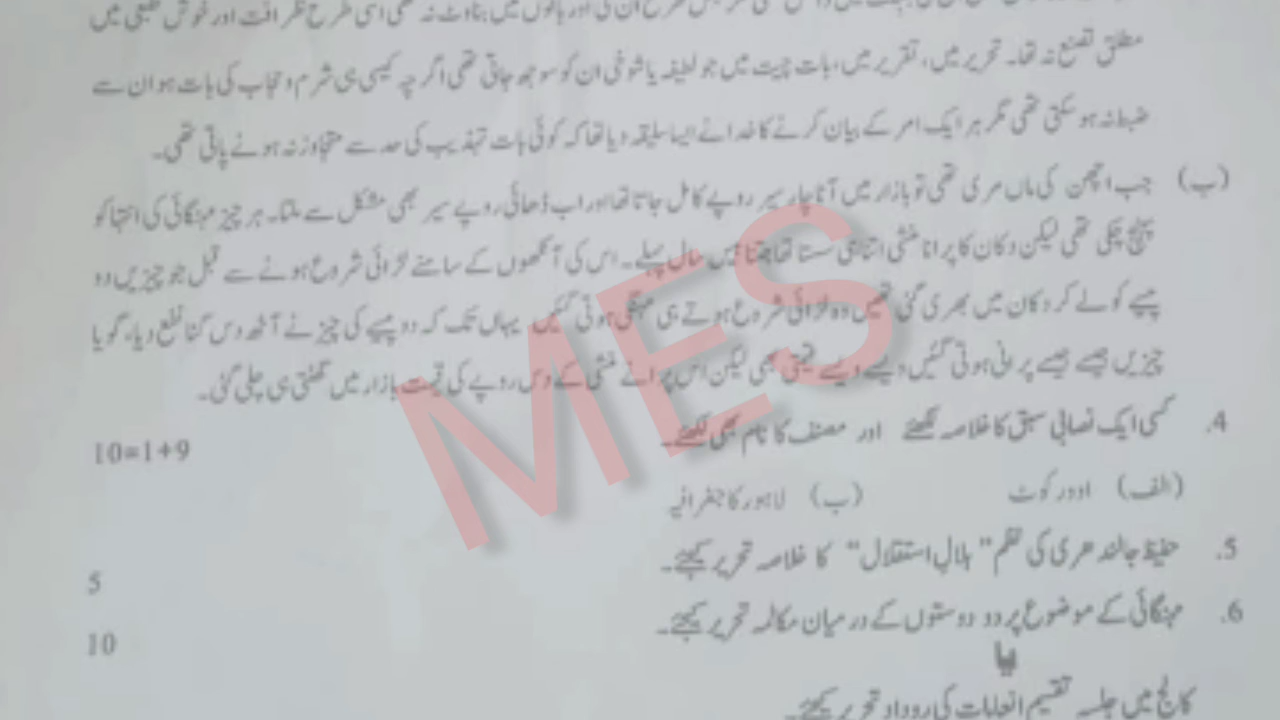 مطلق تصنع نہ تھا۔ تحریر میں، تقریر میں، بات چیت میں جو لطیفہ یا شوخی ان کو سوجھ جاتی تھی اگرچہ کیسی ہی شرم و حجاب کی بات ہو ان سے
ضبط نہ ہو سکتی تھی مگر ہر ایک امر کے بیان کرنے کا خدا نے ایسا سلیقہ دیا تھا کہ کوئی بات تہذیب کی حد سے متجاوز نہ ہونے پاتی تھی۔
(ب) جب اچھن کی ماں مری تھی تو بازار میں آٹا چار سیر روپے کا مل جاتا تھا اور اب ڈھائی روپے سیر بھی مشکل سے ملتا۔ ہر چیز مہنگائی کی انتہا کو
پہنچ چکی تھی لیکن دکان کا پرانا منشی اتنا ہی سستا تھا جتنا بیس سال پہلے۔ اس کی آنکھوں کے سامنے لڑائی شروع ہونے سے قبل جو چیزیں دو
پیسے کو لے کر دکان میں بھری گئی تھیں وہ لڑائی شروع ہوتے ہی مہنگی ہوتی گئیں یہاں تک کہ دو پیسے کی چیز نے آٹھ دس گنا نفع دیا، گویا
چیزیں جیسے جیسے پرانی ہوتی گئیں ویسے ویسے قیمتی بھی لیکن اس پرانے منشی کے دس روپے کی قیمت بازار میں گھٹتی ہی چلی گئی۔
4. کسی ایک نصابی سبق کا خلاصہ لکھئے اور مصنف کا نام بھی لکھئے۔ 10=1+9
(الف) اوور کوٹ (ب) لاہور کا جغرافیہ
5. حفیظ جالندھری کی نظم "ہلالِ استقلال" کا خلاصہ تحریر کیجئے۔ 5
6. مہنگائی کے موضوع پر دو دوستوں کے درمیان مکالمہ تحریر کیجئے۔ 10
یا
کالج میں جلسہ تقسیم انعامات کی روداد تحریر کیجئے۔
MES